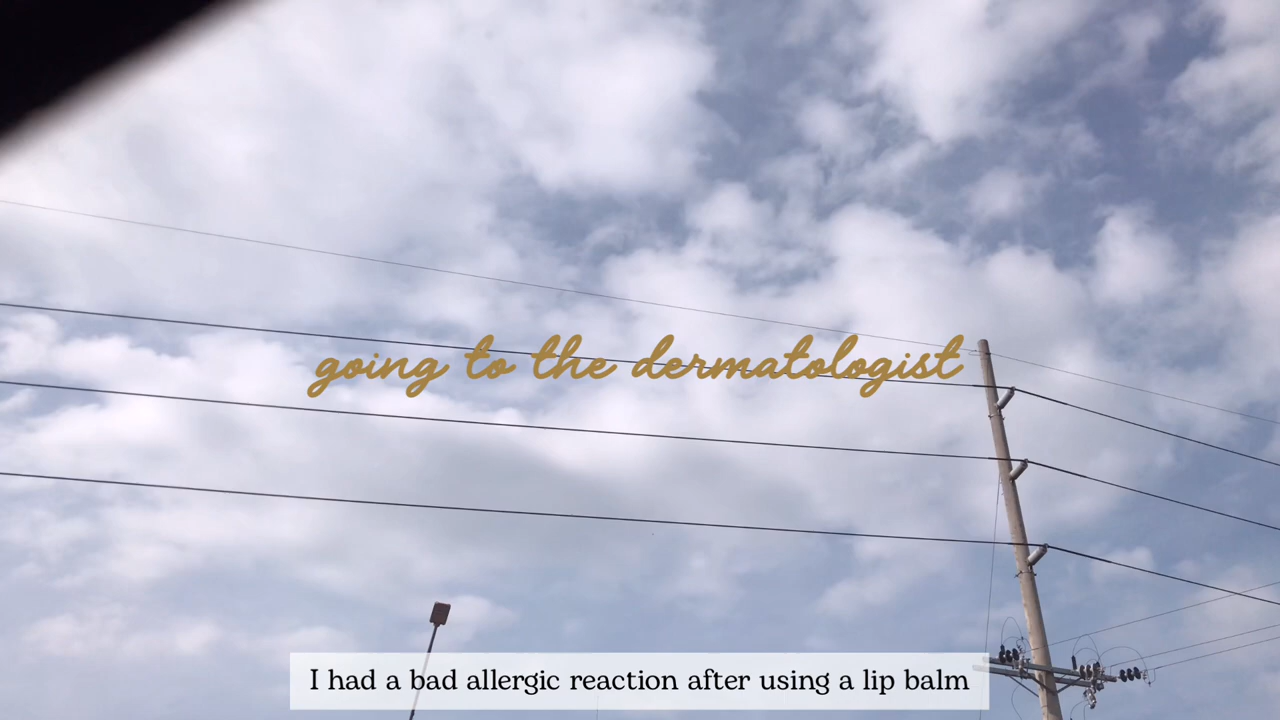 going to the dermatologist
I had a bad allergic reaction after using a lip balm